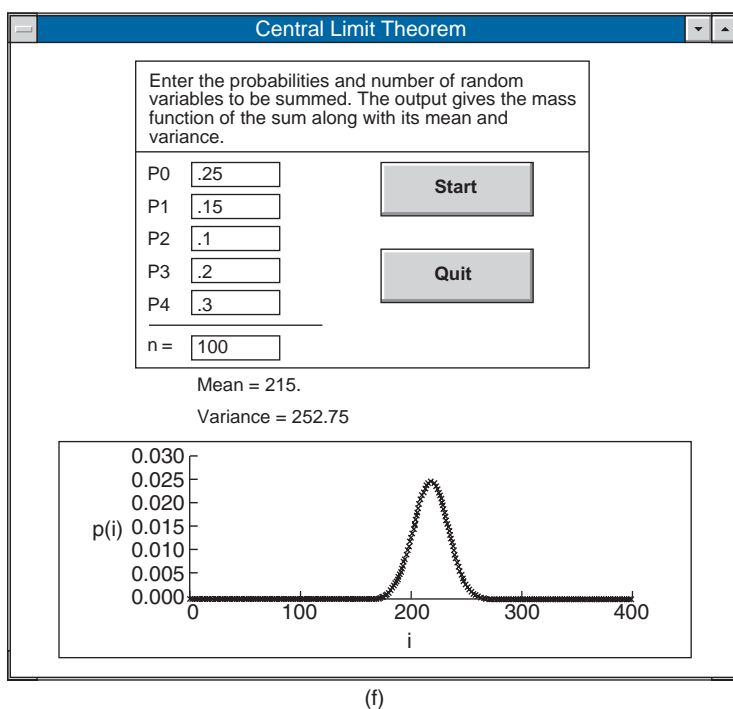 Central Limit Theorem
Enter the probabilities and number of random
variables to be summed. The output gives the mass
function of the sum along with its mean and
variance.
P0 .25
P1 .15
P2 .1
P3 .2
P4 .3
n = 100
Start
Quit
Mean = 215.
Variance = 252.75
0.030
0.025
0.020
p(i) 0.015
0.010
0.005
0.000
0 100 200 300 400
i
(f)